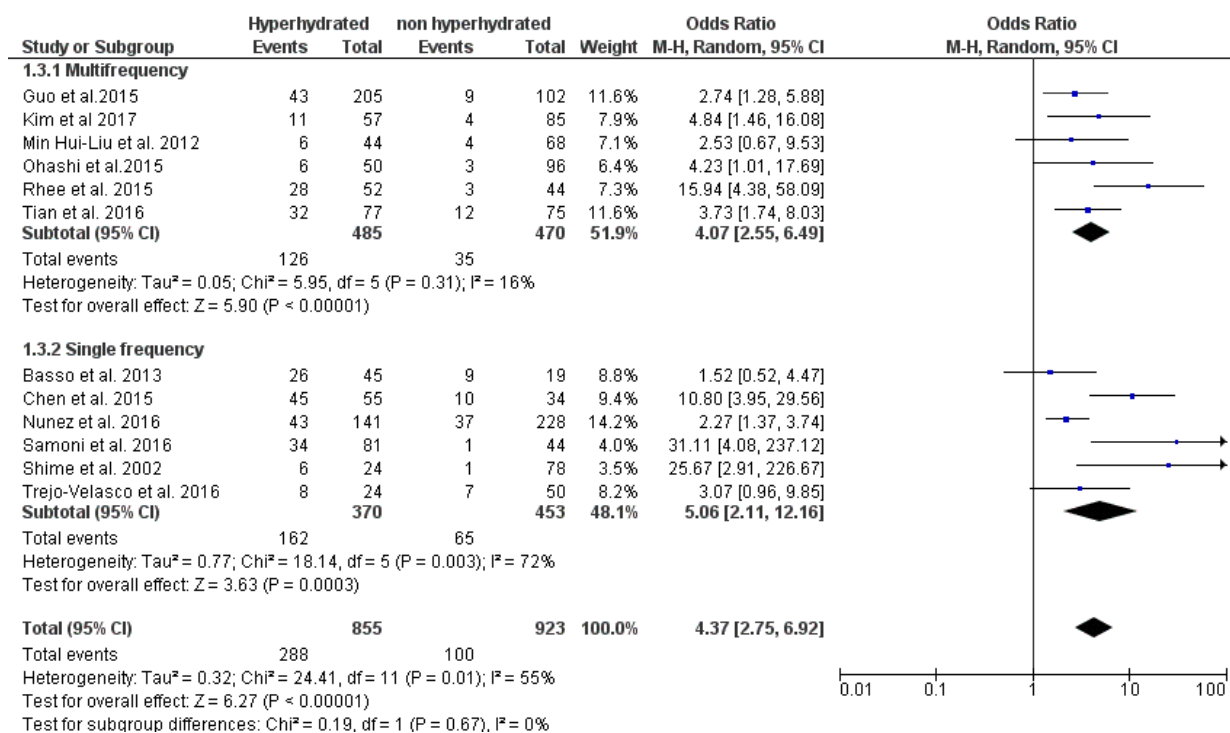 Hyperhydrated non hyperhydrated Odds Ratio Odds Ratio
Study or Subgroup Events Total Events Total Weight M-H, Random, 95% CI M-H, Random, 95% CI
1.3.1 Multifrequency
Guo et al.2015 43 205 9 102 11.6% 2.74 [1.28, 5.88]
Kim et al 2017 11 57 4 85 7.9% 4.84 [1.46, 16.08]
Min Hui-Liu et al. 2012 6 44 4 68 7.1% 2.53 [0.67, 9.53]
Ohashi et al.2015 6 50 3 96 6.4% 4.23 [1.01, 17.69]
Rhee et al. 2015 28 52 3 44 7.3% 15.94 [4.38, 58.09]
Tian et al. 2016 32 77 12 75 11.6% 3.73 [1.74, 8.03]
Subtotal (95% CI) 485 470 51.9% 4.07 [2.55, 6.49]
Total events 126 35
Heterogeneity: Tau² = 0.05; Chi² = 5.95, df = 5 (P = 0.31); I² = 16%
Test for overall effect: Z = 5.90 (P < 0.00001)
1.3.2 Single frequency
Basso et al. 2013 26 45 9 19 8.8% 1.52 [0.52, 4.47]
Chen et al. 2015 45 55 10 34 9.4% 10.80 [3.95, 29.56]
Nunez et al. 2016 43 141 37 228 14.2% 2.27 [1.37, 3.74]
Samoni et al. 2016 34 81 1 44 4.0% 31.11 [4.08, 237.12]
Shime et al. 2002 6 24 1 78 3.5% 25.67 [2.91, 226.67]
Trejo-Velasco et al. 2016 8 24 7 50 8.2% 3.07 [0.96, 9.85]
Subtotal (95% CI) 370 453 48.1% 5.06 [2.11, 12.16]
Total events 162 65
Heterogeneity: Tau² = 0.77; Chi² = 18.14, df = 5 (P = 0.003); I² = 72%
Test for overall effect: Z = 3.63 (P = 0.0003)
Total (95% CI) 855 923 100.0% 4.37 [2.75, 6.92]
Total events 288 100
Heterogeneity: Tau² = 0.32; Chi² = 24.41, df = 11 (P = 0.01); I² = 55%
Test for overall effect: Z = 6.27 (P < 0.00001)
Test for subgroup differences: Chi² = 0.19, df = 1 (P = 0.67), I² = 0%
0.01 0.1 1 10 100